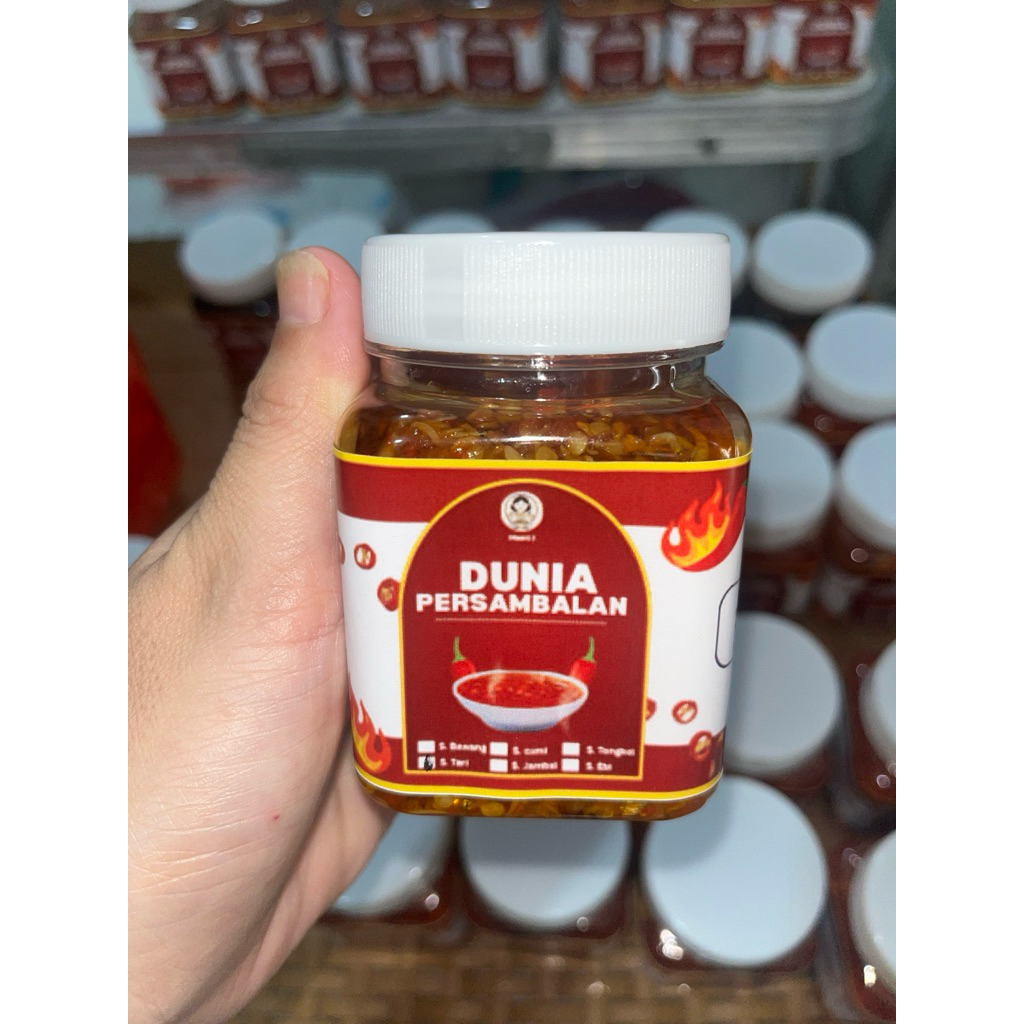 DUNIA
PERSAMBALAN
S. Bawang S. cumi S. Tongkol
S. Teri S. Jambal S. Ebi